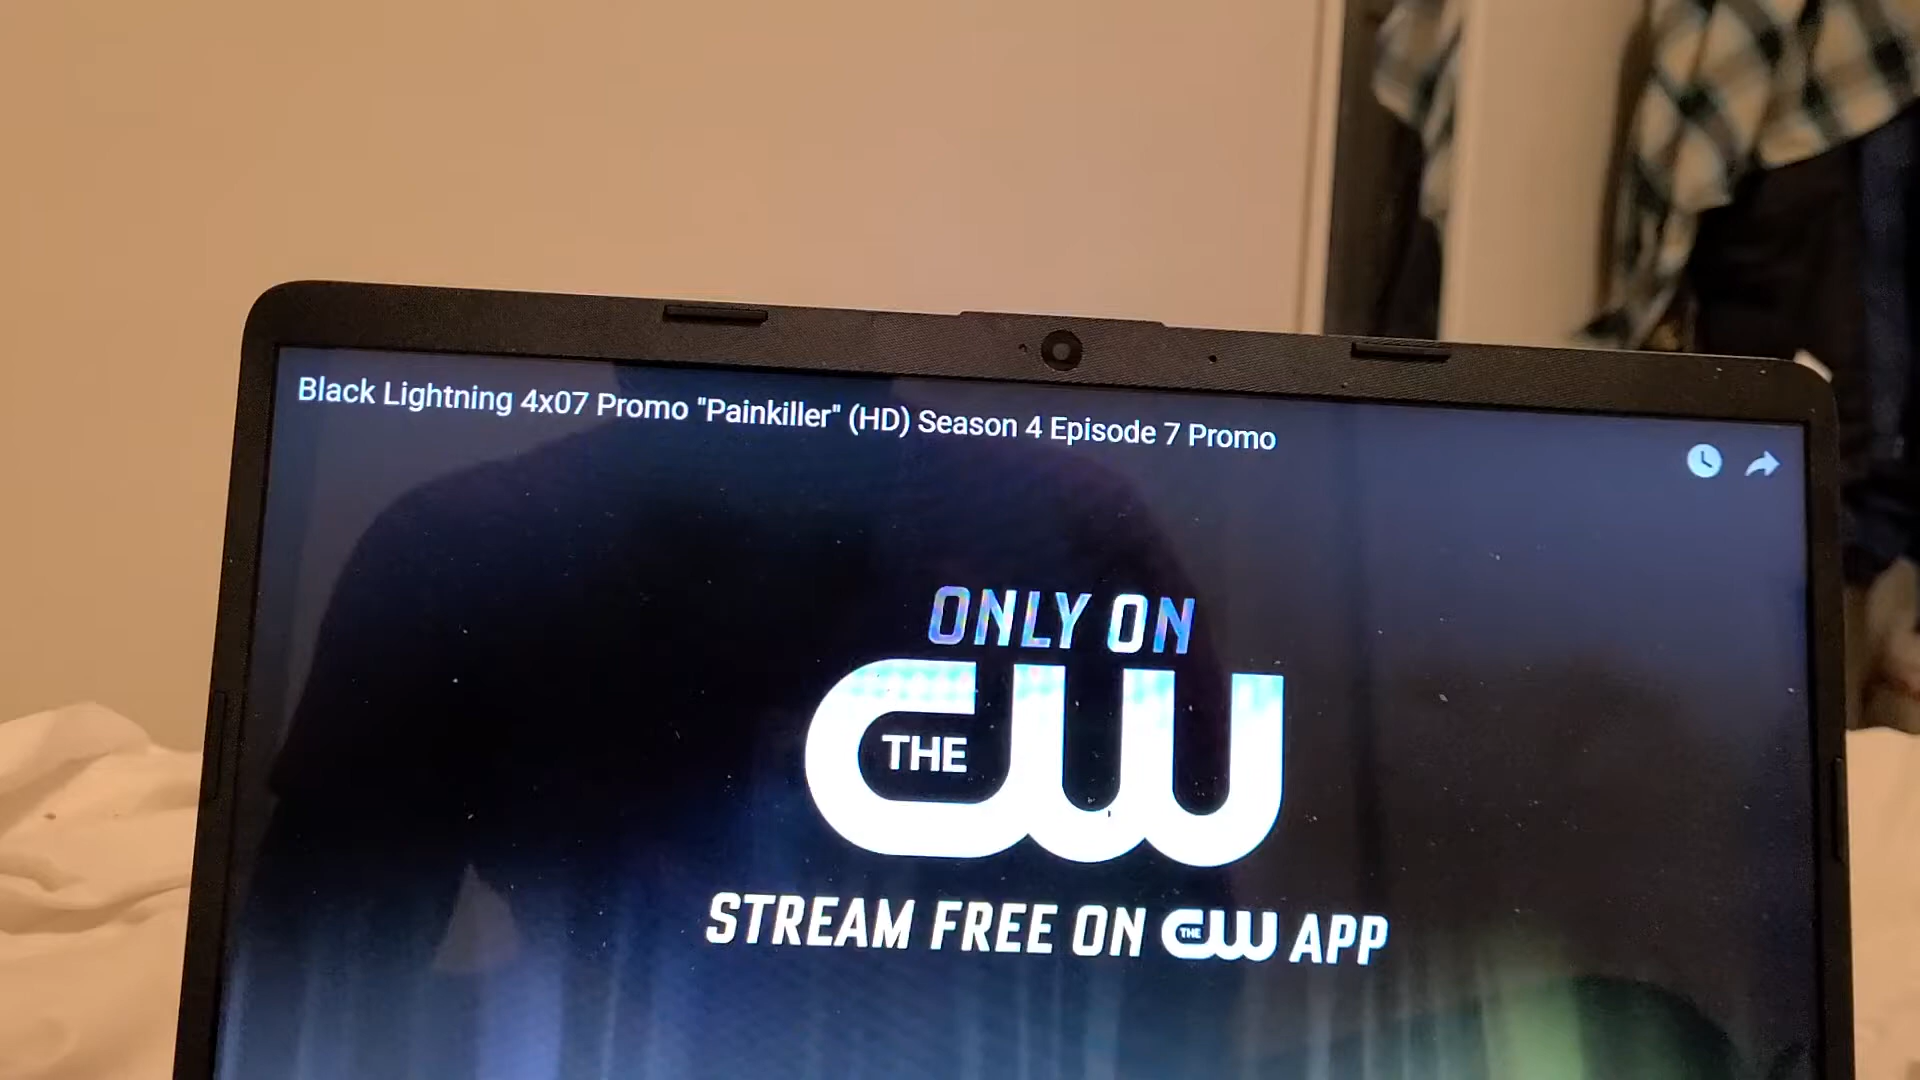 Black Lightning 4x07 Promo "Painkiller" (HD) Season 4 Episode 7 Promo
ONLY ON
THE CW
STREAM FREE ON THE CW APP